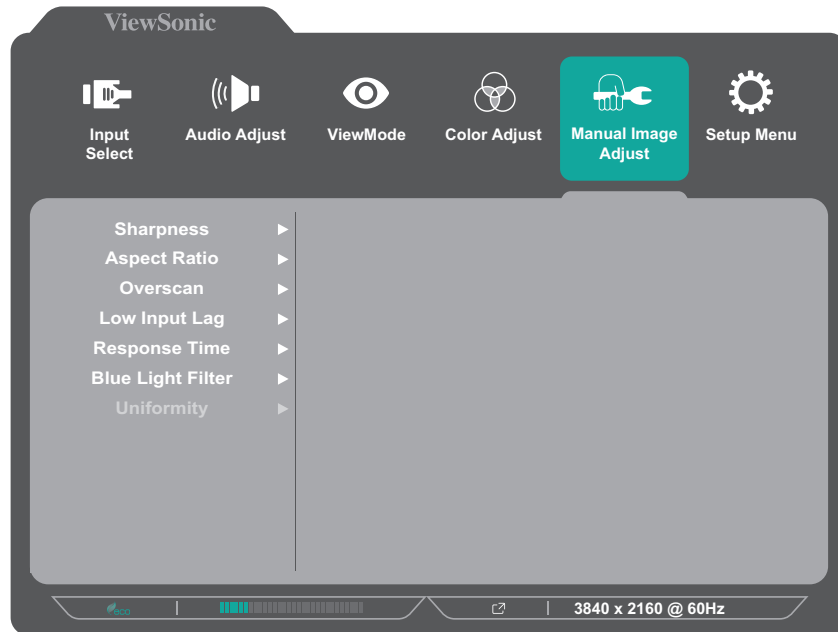 ViewSonic
Input
Select
Audio Adjust
ViewMode
Color Adjust
Manual Image
Adjust
Setup Menu
Sharpness
Aspect Ratio
Overscan
Low Input Lag
Response Time
Blue Light Filter
Uniformity
eco
3840 x 2160 @ 60Hz